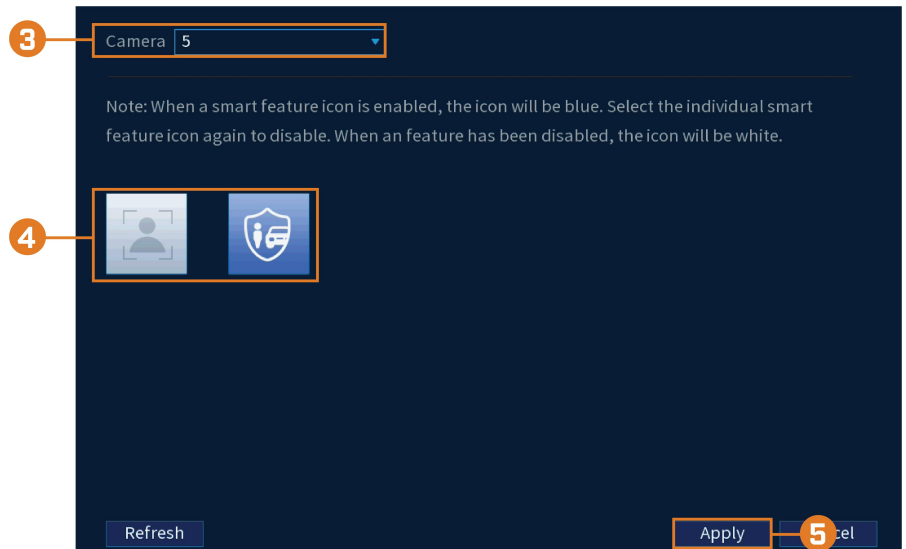 3
Camera 5
Note: When a smart feature icon is enabled, the icon will be blue. Select the individual smart
feature icon again to disable. When an feature has been disabled, the icon will be white.
4
Refresh
Apply
5
cel